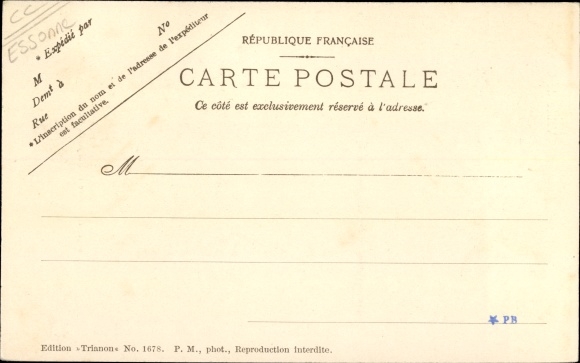 CC
ESSONNE
* Expédié par
M
Demt à
Rue No
* L'inscription du nom et de l'adresse de l'expéditeur
est facultative.
RÉPUBLIQUE FRANÇAISE
CARTE POSTALE
Ce côté est exclusivement réservé à l'adresse.
M
★ PB
Edition »Trianon« No. 1678. P. M., phot., Reproduction interdite.